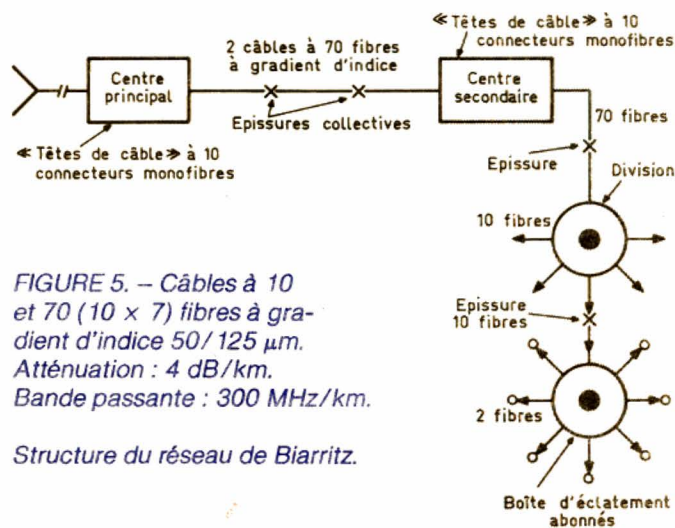 ≪Têtes de câble≫ à 10
connecteurs monofibres
2 câbles à 70 fibres
à gradient d'indice
Centre
principal
Centre
secondaire
Epissures collectives
70 fibres
≪Têtes de câble≫ à 10
connecteurs monofibres
Epissure
Division
10 fibres
FIGURE 5. – Câbles à 10
et 70 (10 × 7) fibres à gra-
dient d'indice 50/125 µm.
Atténuation : 4 dB/km.
Bande passante : 300 MHz/km.
Structure du réseau de Biarritz.
Epissure
10 fibres
2 fibres
Boîte d'éclatement
abonnés